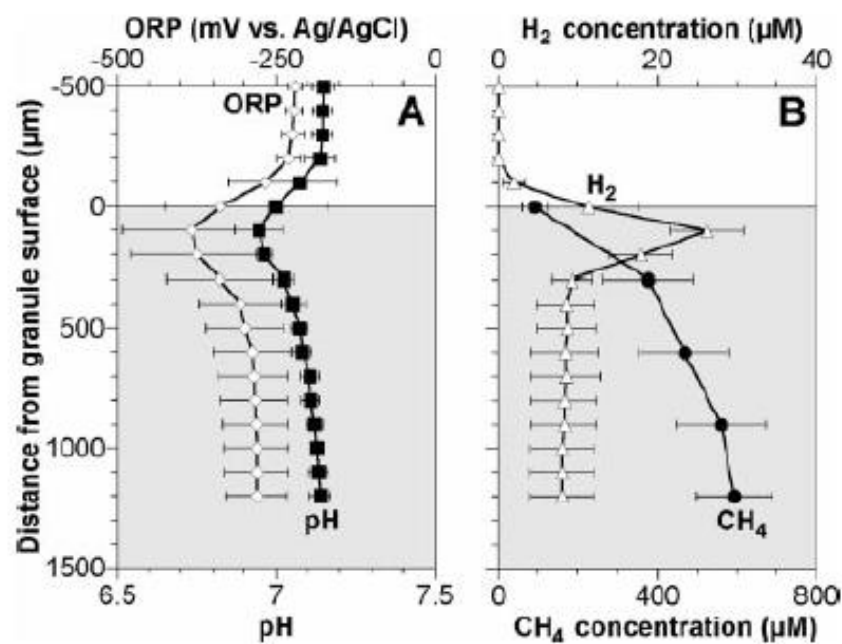 ORP (mV vs. Ag/AgCl)
-500 -250 0
H₂ concentration (µM)
0 20 40
Distance from granule surface (µm)
-500
0
500
1000
1500
ORP
A
pH
6.5 7 7.5
pH
B
H₂
CH₄
0 400 800
CH₄ concentration (µM)